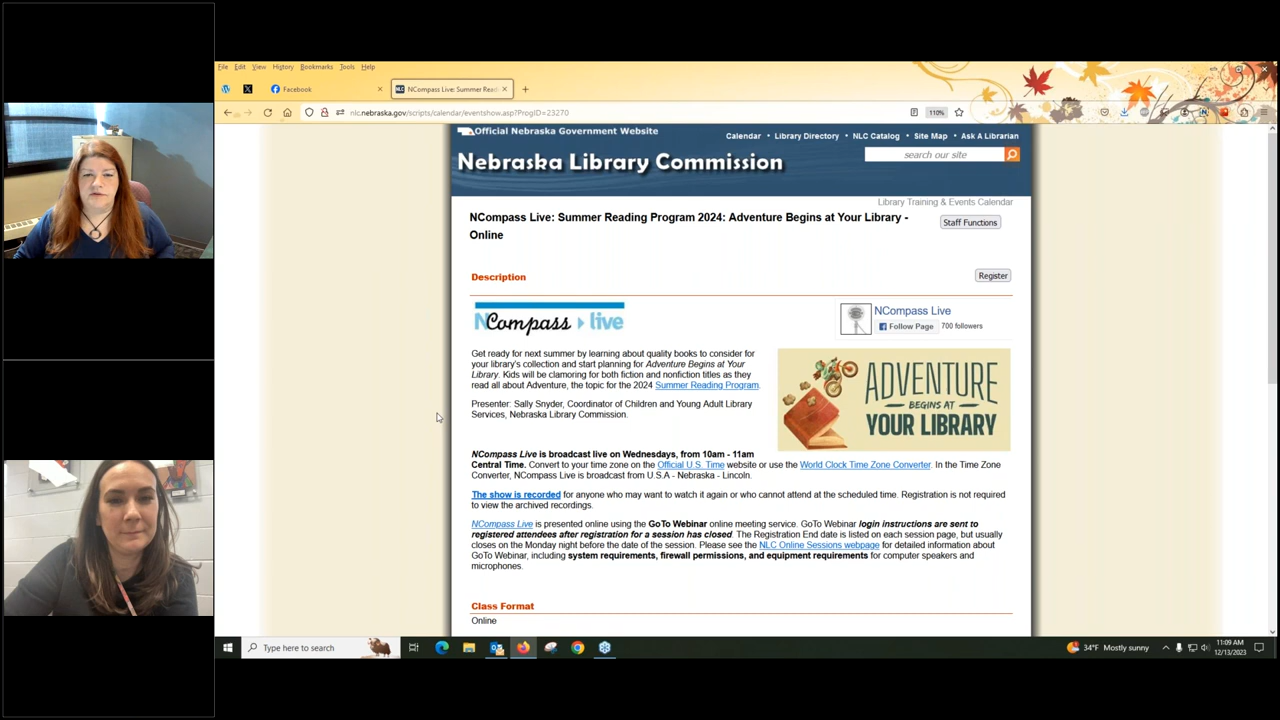 File Edit View History Bookmarks Tools Help
Facebook
NCompass Live: Summer Read
nlc.nebraska.gov/scripts/calendar/eventshow.asp?ProgID=23270
110%
Official Nebraska Government Website
Calendar • Library Directory • NLC Catalog • Site Map • Ask A Librarian
Nebraska Library Commission
search our site
Library Training & Events Calendar
NCompass Live: Summer Reading Program 2024: Adventure Begins at Your Library -
Online
Staff Functions
Description
Register
NCompass live
NCompass Live
Follow Page 700 followers
Get ready for next summer by learning about quality books to consider for
your library's collection and start planning for Adventure Begins at Your
Library. Kids will be clamoring for both fiction and nonfiction titles as they
read all about Adventure, the topic for the 2024 Summer Reading Program.
ADVENTURE
BEGINS AT
YOUR LIBRARY
Presenter: Sally Snyder, Coordinator of Children and Young Adult Library
Services, Nebraska Library Commission.
NCompass Live is broadcast live on Wednesdays, from 10am - 11am
Central Time. Convert to your time zone on the Official U.S. Time website or use the World Clock Time Zone Converter. In the Time Zone
Converter, NCompass Live is broadcast from U.S.A - Nebraska - Lincoln.
The show is recorded for anyone who may want to watch it again or who cannot attend at the scheduled time. Registration is not required
to view the archived recordings.
NCompass Live is presented online using the GoTo Webinar online meeting service. GoTo Webinar login instructions are sent to
registered attendees after registration for a session has closed. The Registration End date is listed on each session page, but usually
closes on the Monday night before the date of the session. Please see the NLC Online Sessions webpage for detailed information about
GoTo Webinar, including system requirements, firewall permissions, and equipment requirements for computer speakers and
microphones.
Class Format
Online
Type here to search
34°F Mostly sunny
11:09 AM
12/13/2023